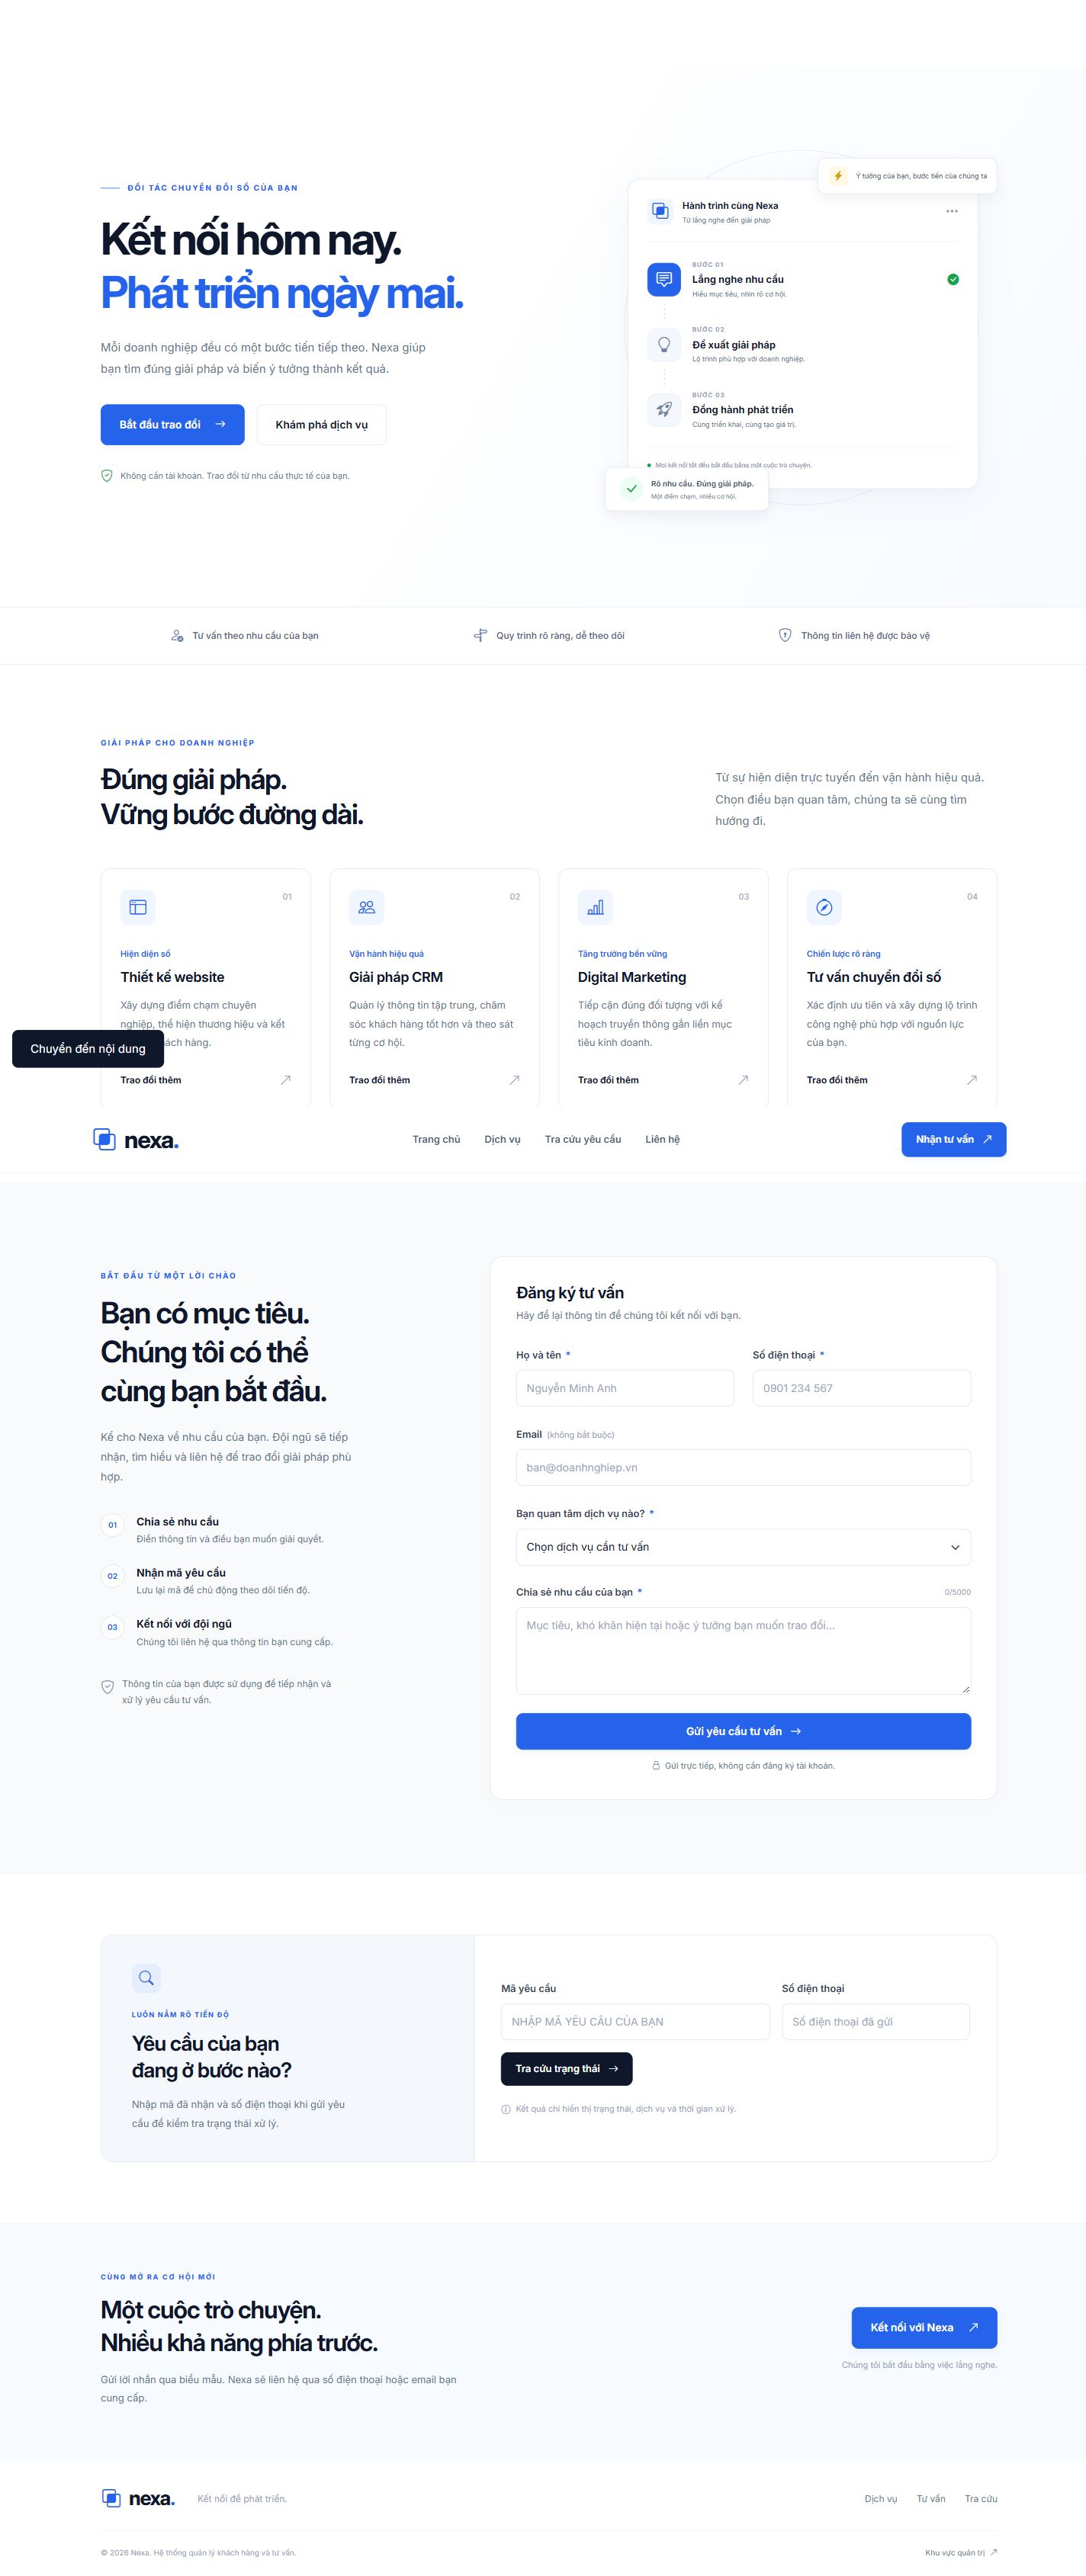 ĐỐI TÁC CHUYỂN ĐỔI SỐ CỦA BẠN
Kết nối hôm nay.
Phát triển ngày mai.
Mỗi doanh nghiệp đều có một bước tiến tiếp theo. Nexa giúp
bạn tìm đúng giải pháp và biến ý tưởng thành kết quả.
Bắt đầu trao đổi
Khám phá dịch vụ
Không cần tài khoản. Trao đổi từ nhu cầu thực tế của bạn.
Ý tưởng của bạn, bước tiến của chúng ta
Hành trình cùng Nexa
Từ lắng nghe đến giải pháp
BƯỚC 01
Lắng nghe nhu cầu
Hiểu mục tiêu, nhìn rõ cơ hội.
BƯỚC 02
Đề xuất giải pháp
Lộ trình phù hợp với doanh nghiệp.
BƯỚC 03
Đồng hành phát triển
Cùng triển khai, cùng tạo giá trị.
Mọi kết nối tốt đều bắt đầu bằng một cuộc trò chuyện.
Rõ nhu cầu. Đúng giải pháp.
Một điểm chạm, nhiều cơ hội.
Tư vấn theo nhu cầu của bạn
Quy trình rõ ràng, dễ theo dõi
Thông tin liên hệ được bảo vệ
GIẢI PHÁP CHO DOANH NGHIỆP
Đúng giải pháp.
Vững bước đường dài.
Từ sự hiện diện trực tuyến đến vận hành hiệu quả.
Chọn điều bạn quan tâm, chúng ta sẽ cùng tìm
hướng đi.
01
Hiện diện số
Thiết kế website
Xây dựng điểm chạm chuyên
nghiệp, thể hiện thương hiệu và kết
ách hàng.
Trao đổi thêm
02
Vận hành hiệu quả
Giải pháp CRM
Quản lý thông tin tập trung, chăm
sóc khách hàng tốt hơn và theo sát
từng cơ hội.
Trao đổi thêm
03
Tăng trưởng bền vững
Digital Marketing
Tiếp cận đúng đối tượng với kế
hoạch truyền thông gắn liền mục
tiêu kinh doanh.
Trao đổi thêm
04
Chiến lược rõ ràng
Tư vấn chuyển đổi số
Xác định ưu tiên và xây dựng lộ trình
công nghệ phù hợp với nguồn lực
của bạn.
Trao đổi thêm
Chuyển đến nội dung
nexa.
Trang chủ
Dịch vụ
Tra cứu yêu cầu
Liên hệ
Nhận tư vấn
BẮT ĐẦU TỪ MỘT LỜI CHÀO
Bạn có mục tiêu.
Chúng tôi có thể
cùng bạn bắt đầu.
Kể cho Nexa về nhu cầu của bạn. Đội ngũ sẽ tiếp
nhận, tìm hiểu và liên hệ để trao đổi giải pháp phù
hợp.
01
Chia sẻ nhu cầu
Điền thông tin và điều bạn muốn giải quyết.
02
Nhận mã yêu cầu
Lưu lại mã để chủ động theo dõi tiến độ.
03
Kết nối với đội ngũ
Chúng tôi liên hệ qua thông tin bạn cung cấp.
Thông tin của bạn được sử dụng để tiếp nhận và
xử lý yêu cầu tư vấn.
Đăng ký tư vấn
Hãy để lại thông tin để chúng tôi kết nối với bạn.
Họ và tên *
Nguyễn Minh Anh
Số điện thoại *
0901 234 567
Email (không bắt buộc)
ban@doanhnghiep.vn
Bạn quan tâm dịch vụ nào? *
Chọn dịch vụ cần tư vấn
Chia sẻ nhu cầu của bạn *
0/5000
Mục tiêu, khó khăn hiện tại hoặc ý tưởng bạn muốn trao đổi...
Gửi yêu cầu tư vấn
Gửi trực tiếp, không cần đăng ký tài khoản.
LUÔN NẮM RÕ TIẾN ĐỘ
Yêu cầu của bạn
đang ở bước nào?
Nhập mã đã nhận và số điện thoại khi gửi yêu
cầu để kiểm tra trạng thái xử lý.
Mã yêu cầu
NHẬP MÃ YÊU CẦU CỦA BẠN
Số điện thoại
Số điện thoại đã gửi
Tra cứu trạng thái
Kết quả chỉ hiển thị trạng thái, dịch vụ và thời gian xử lý.
CÙNG MỞ RA CƠ HỘI MỚI
Một cuộc trò chuyện.
Nhiều khả năng phía trước.
Gửi lời nhắn qua biểu mẫu. Nexa sẽ liên hệ qua số điện thoại hoặc email bạn
cung cấp.
Kết nối với Nexa
Chúng tôi bắt đầu bằng việc lắng nghe.
nexa.
Kết nối để phát triển.
Dịch vụ
Tư vấn
Tra cứu
© 2026 Nexa. Hệ thống quản lý khách hàng và tư vấn.
Khu vực quản trị